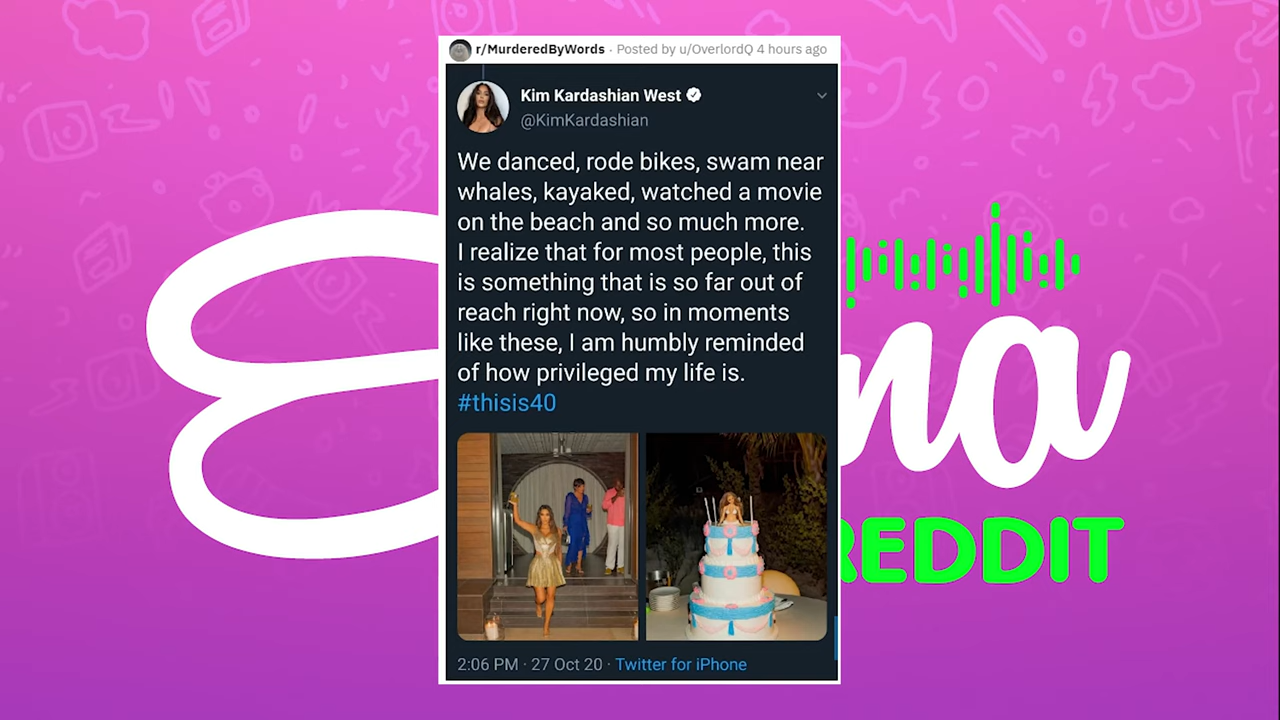 r/MurderedByWords · Posted by u/OverlordQ 4 hours ago
Kim Kardashian West
@KimKardashian
We danced, rode bikes, swam near
whales, kayaked, watched a movie
on the beach and so much more.
I realize that for most people, this
is something that is so far out of
reach right now, so in moments
like these, I am humbly reminded
of how privileged my life is.
#thisis40
2:06 PM · 27 Oct 20 · Twitter for iPhone
na
REDDIT